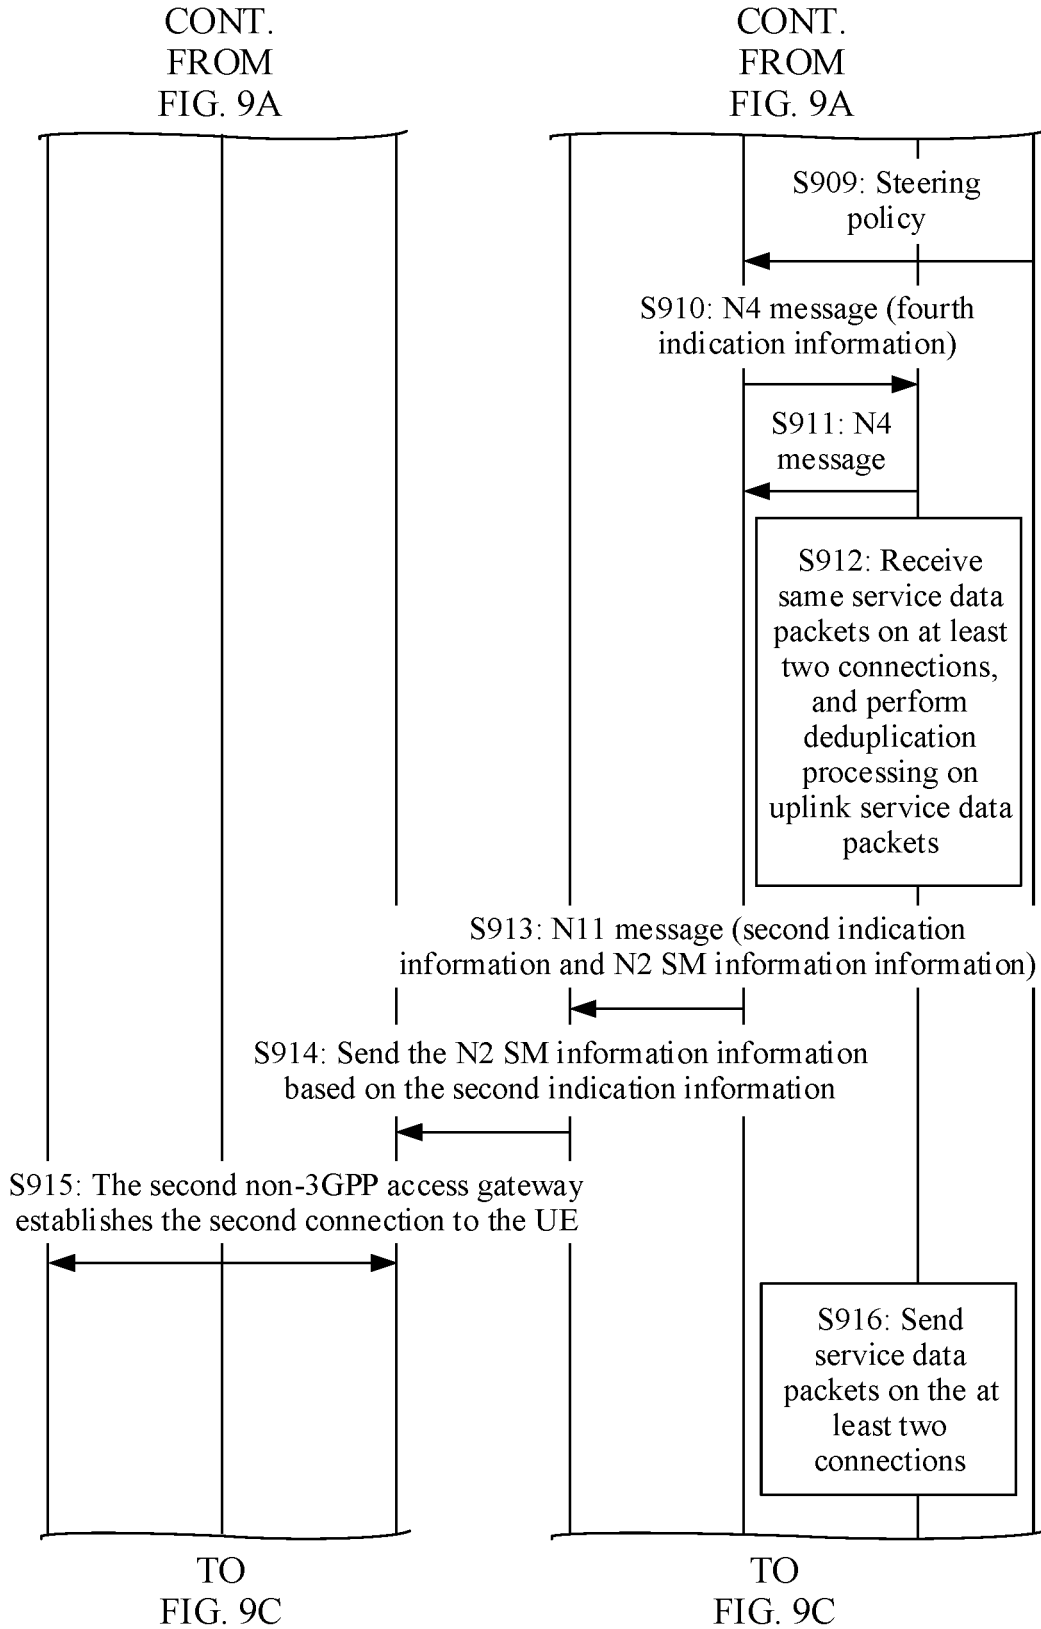 CONT.
FROM
FIG. 9A
CONT.
FROM
FIG. 9A
S909: Steering
policy
S910: N4 message (fourth
indication information)
S911: N4
message
S912: Receive
same service data
packets on at least
two connections,
and perform
deduplication
processing on
uplink service data
packets
S913: N11 message (second indication
information and N2 SM information information)
S914: Send the N2 SM information information
based on the second indication information
S915: The second non-3GPP access gateway
establishes the second connection to the UE
S916: Send
service data
packets on the at
least two
connections
TO
FIG. 9C
TO
FIG. 9C